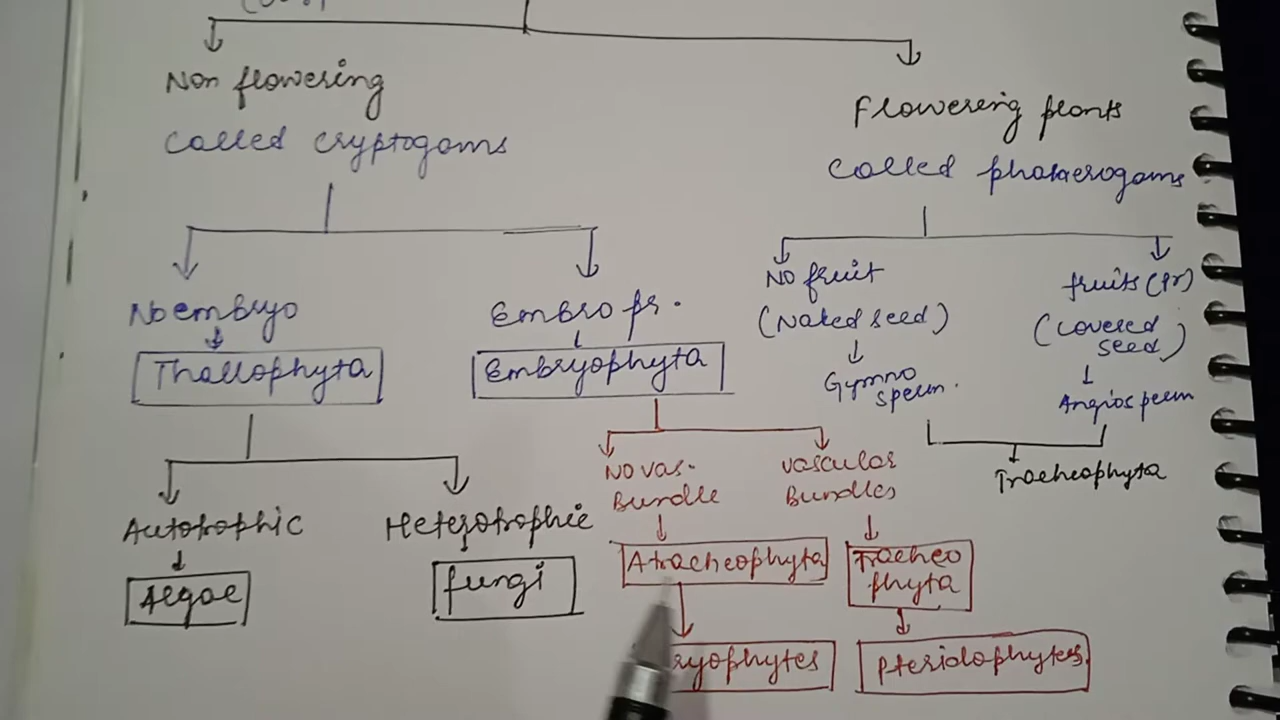 Non flowering
called cryptogams
Flowering plants
called phanerogams
No embryo
Thallophyta
Embro pr.
Embryophyta
No fruit
(Naked seed)
Gymno
sperm.
fruits (Pr)
(covered
seed)
Angiosperm
Tracheophyta
Autotrophic
Algae
Heterotrophic
fungi
No vas.
Bundle
Atracheophyta
ryophytes
vascular
Bundles
Tracheo
phyta
Pteridophytes